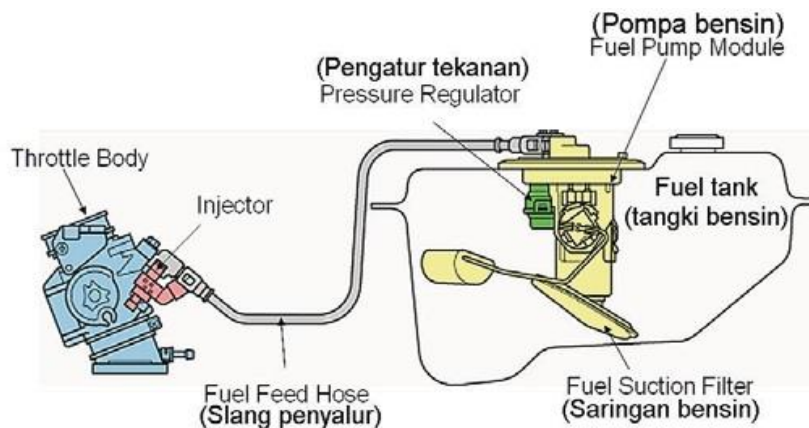 (Pompa bensin)
Fuel Pump Module
(Pengatur tekanan)
Pressure Regulator
Throttle Body
Injector
Fuel tank
(tangki bensin)
Fuel Feed Hose
(Slang penyalur)
Fuel Suction Filter
(Saringan bensin)